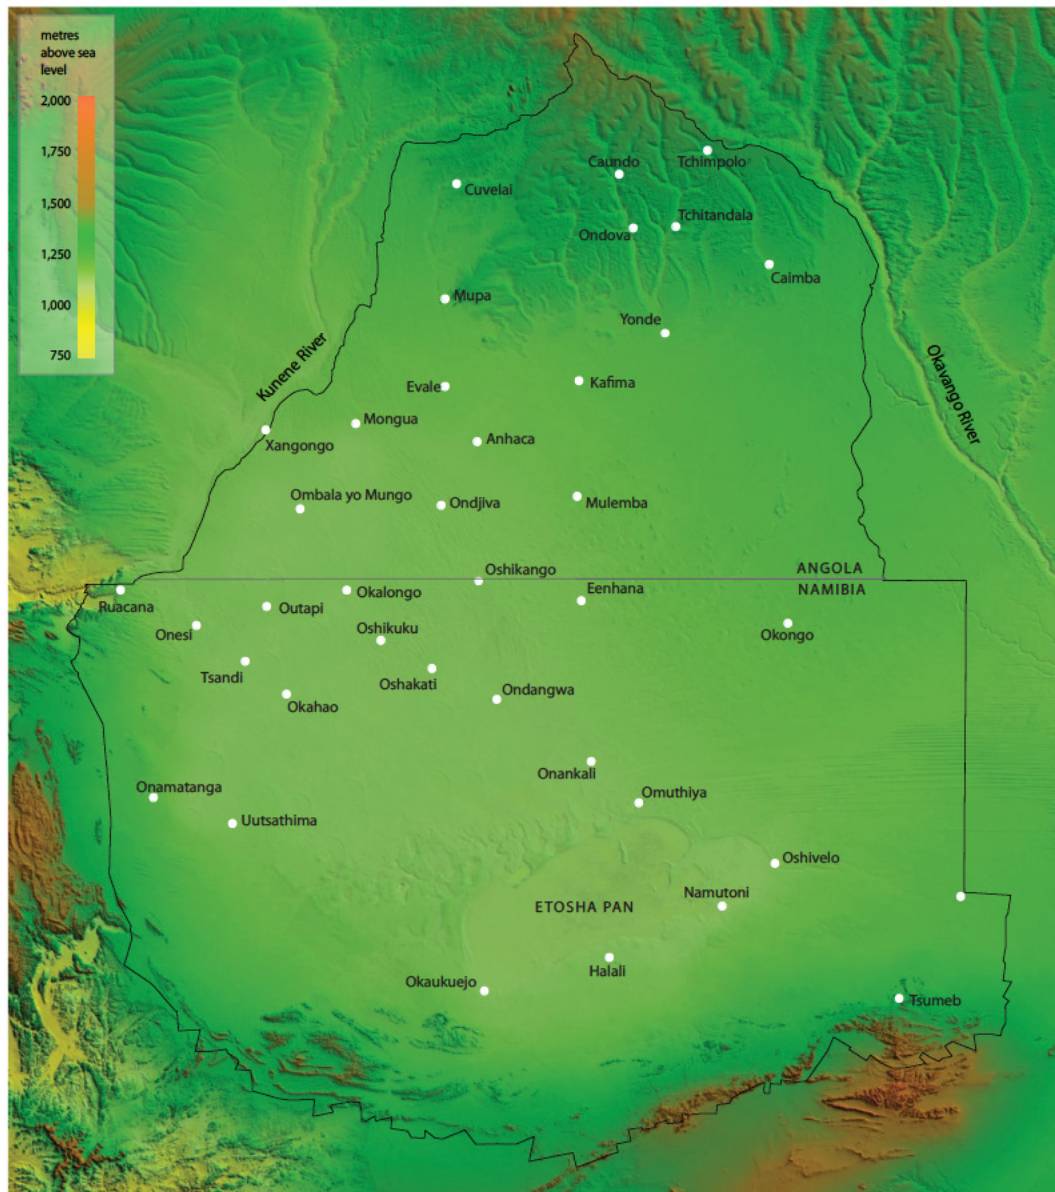 metres
above sea
level
2,000
1,750
1,500
1,250
1,000
750
Caundo
Tchimpolo
Cuvelai
Tchitandala
Ondova
Caimba
Mupa
Yonde
Kunene River
Okavango River
Evale
Kafima
Mongua
Xangongo
Anhaca
Ombala yo Mungo
Ondjiva
Mulemba
Oshikango
ANGOLA
NAMIBIA
Ruacana
Outapi
Okalongo
Eenhana
Onesi
Oshikuku
Okongo
Tsandi
Oshakati
Okahao
Ondangwa
Onankali
Onamatanga
Omuthiya
Uutsathima
Oshivelo
Namutoni
ETOSHA PAN
Halali
Okaukuejo
Tsumeb